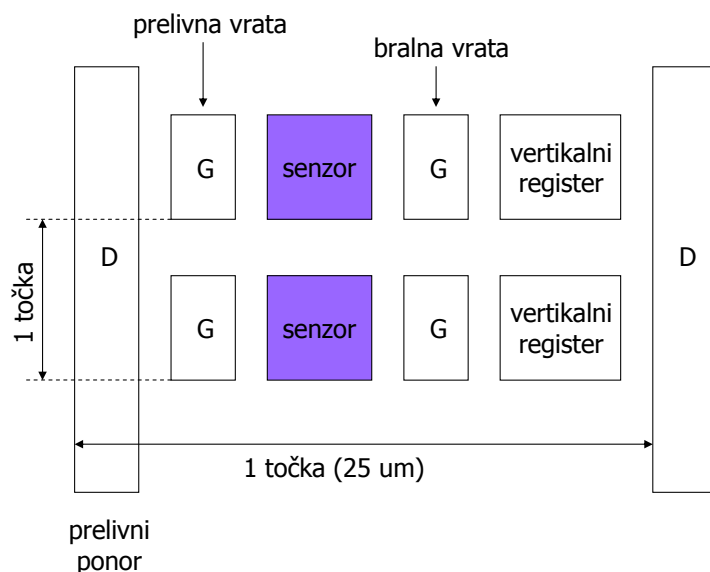 prelivna vrata
bralna vrata
G
senzor
G
vertikalni
register
D
D
1 točka
G
senzor
G
vertikalni
register
1 točka (25 um)
prelivni
ponor